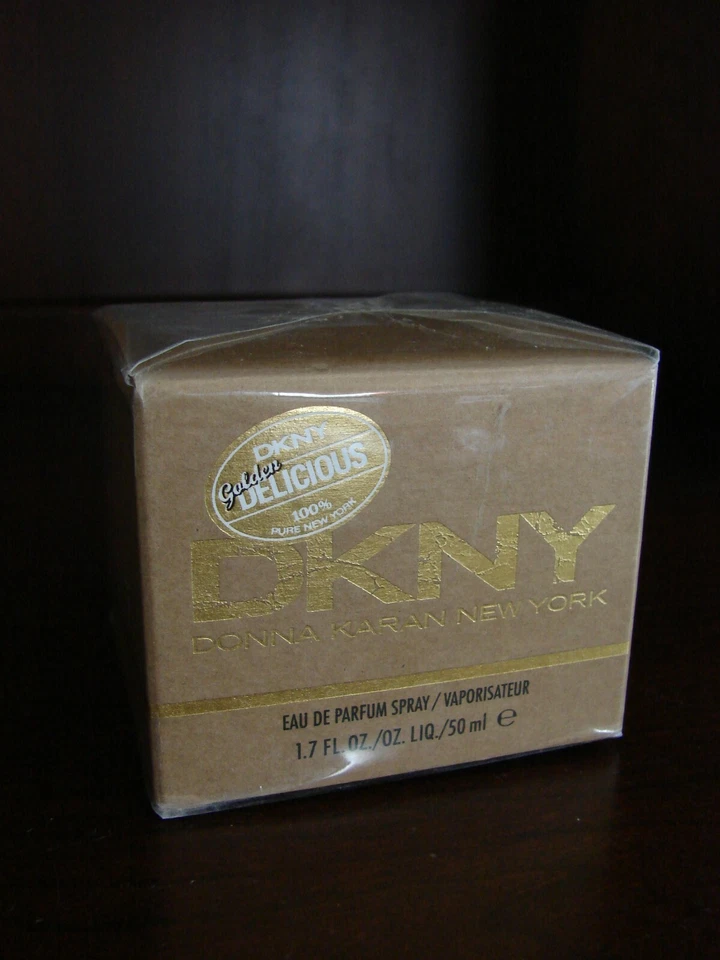 DKNY
Golden
DELICIOUS
100%
PURE NEW YORK
DKNY
DONNA KARAN NEW YORK
EAU DE PARFUM SPRAY / VAPORISATEUR
1.7 FL.OZ./OZ. LIQ./50 ml ℮